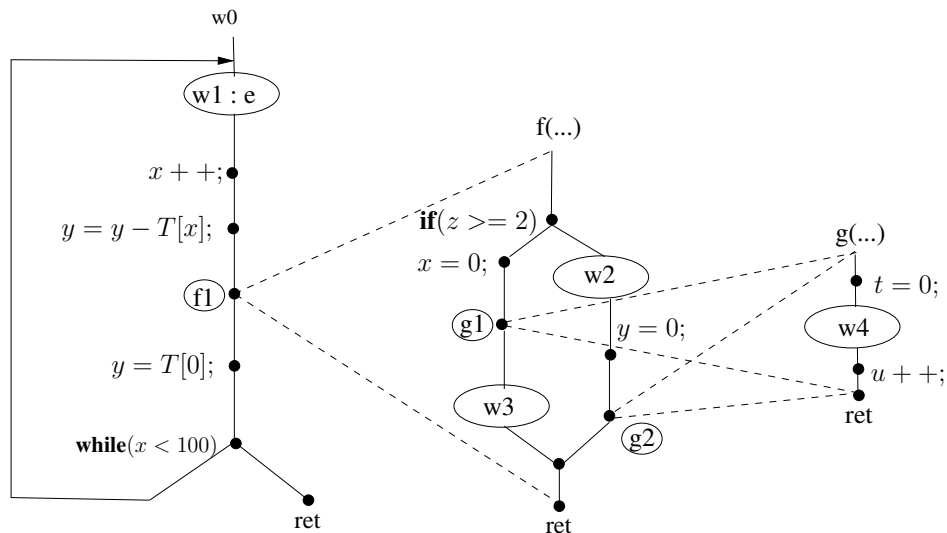 w0
w1 : e
x + +;
y = y − T[x];
f1
y = T[0];
while(x < 100)
ret
f(...)
if(z >= 2)
x = 0;
w2
g1
y = 0;
w3
g2
ret
g(...)
t = 0;
w4
u + +;
ret